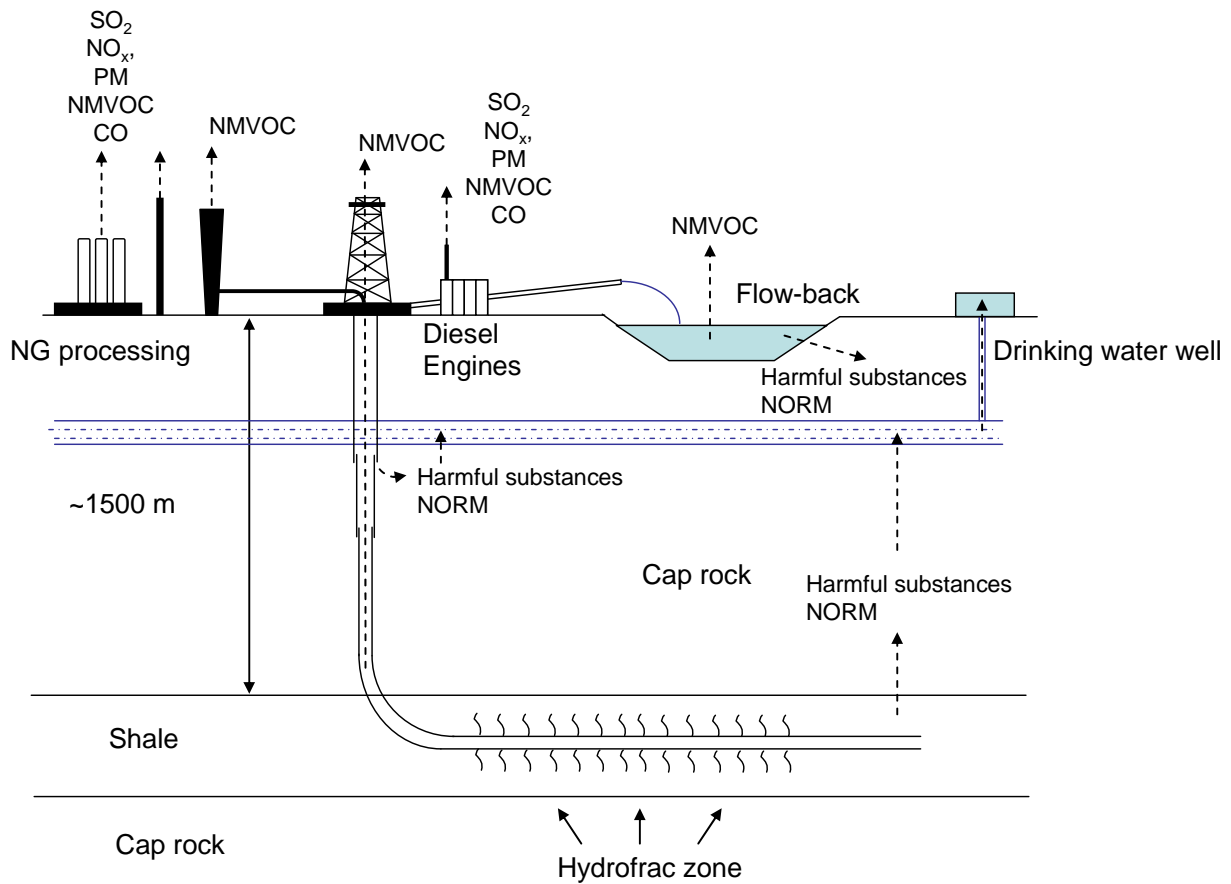 SO₂
NOₓ,
PM
NMVOC
CO
NMVOC
NMVOC
SO₂
NOₓ,
PM
NMVOC
CO
NMVOC
Flow-back
NG processing
Diesel
Engines
Drinking water well
Harmful substances
NORM
Harmful substances
NORM
~1500 m
Cap rock
Harmful substances
NORM
Shale
Cap rock
Hydrofrac zone